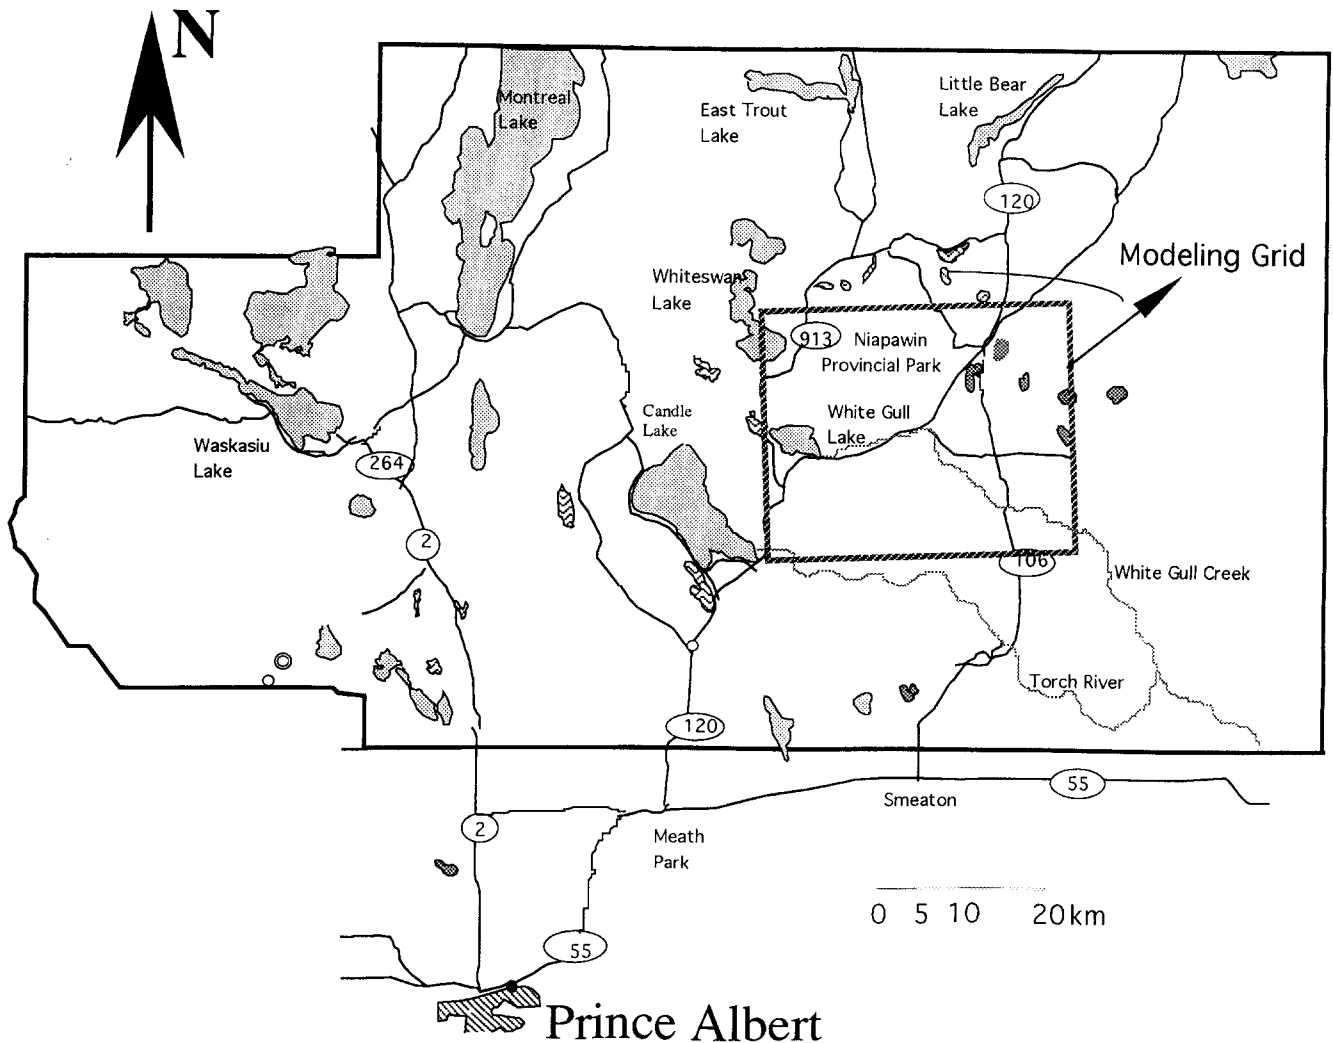 N
Montreal
Lake
East Trout
Lake
Little Bear
Lake
120
Modeling Grid
Whiteswan
Lake
913
Niapawin
Provincial Park
Candle
Lake
White Gull
Lake
Waskasiu
Lake
264
2
106
White Gull Creek
Torch River
120
55
Smeaton
2
Meath
Park
0 5 10 20km
55
Prince Albert